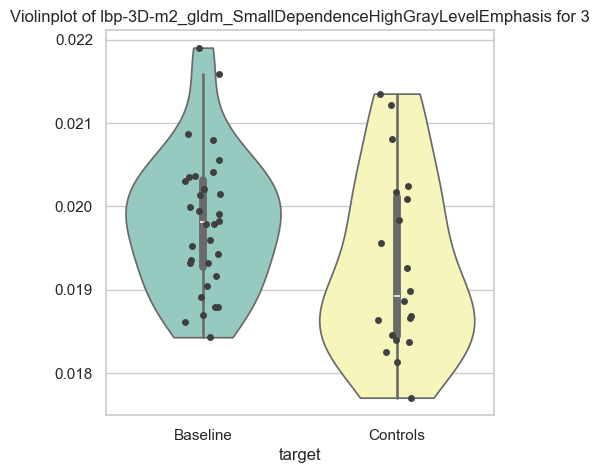 Violinplot of lbp-3D-m2_gldm_SmallDependenceHighGrayLevelEmphasis for 3
0.022
0.021
0.020
0.019
0.018
Baseline
Controls
target